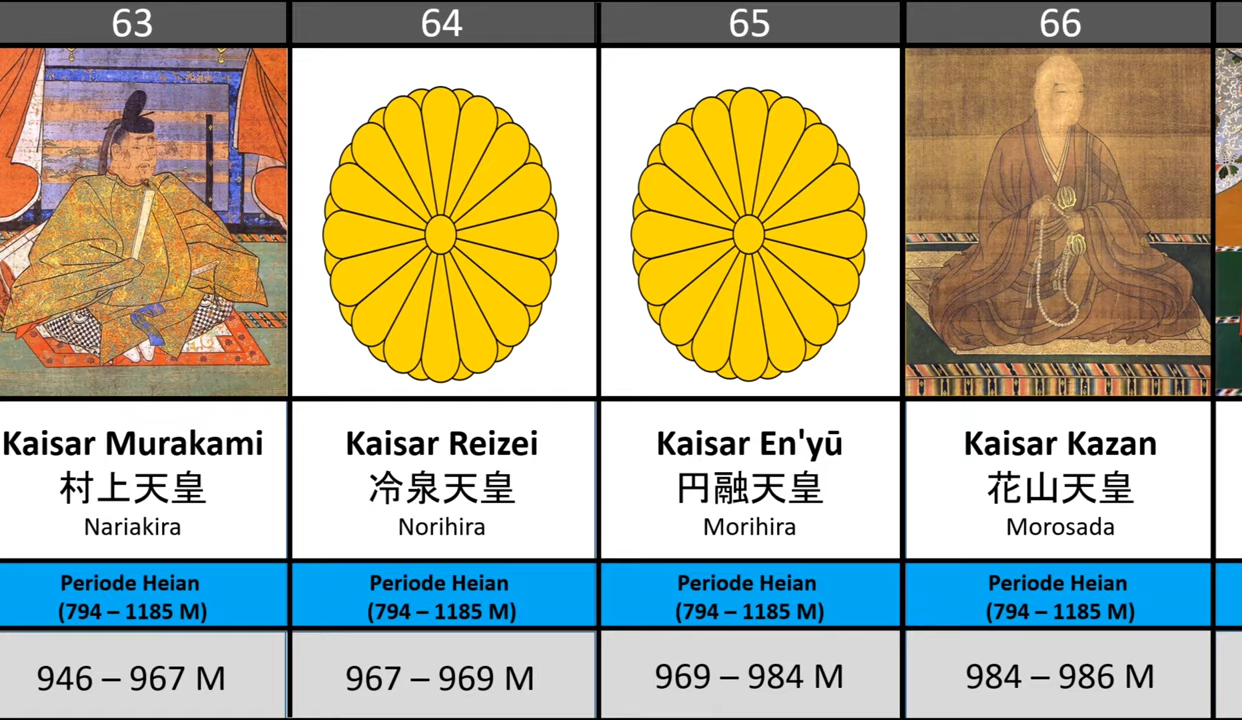 63
64
65
66
Kaisar Murakami
村上天皇
Nariakira
Kaisar Reizei
冷泉天皇
Norihira
Kaisar En'yū
円融天皇
Morihira
Kaisar Kazan
花山天皇
Morosada
Periode Heian
(794 – 1185 M)
Periode Heian
(794 – 1185 M)
Periode Heian
(794 – 1185 M)
Periode Heian
(794 – 1185 M)
946 – 967 M
967 – 969 M
969 – 984 M
984 – 986 M